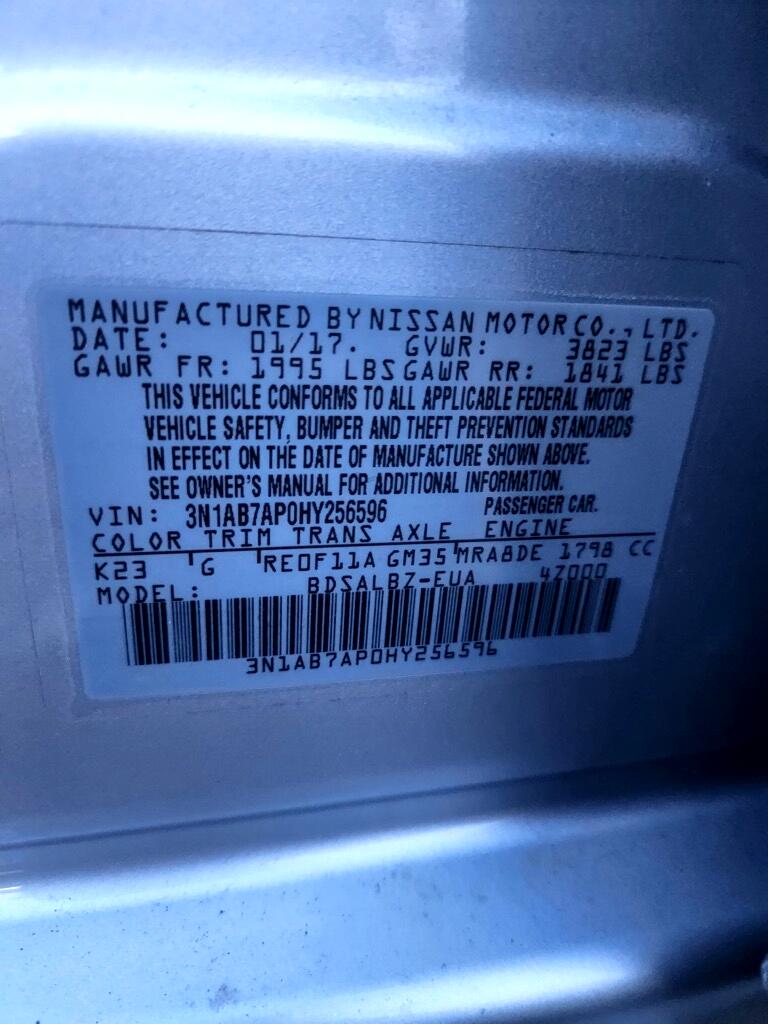 MANUFACTURED BY NISSAN MOTOR CO., LTD.
DATE: 01/17. GVWR: 3823 LBS
GAWR FR: 1995 LBS GAWR RR: 1841 LBS
THIS VEHICLE CONFORMS TO ALL APPLICABLE FEDERAL MOTOR
VEHICLE SAFETY, BUMPER AND THEFT PREVENTION STANDARDS
IN EFFECT ON THE DATE OF MANUFACTURE SHOWN ABOVE.
SEE OWNER'S MANUAL FOR ADDITIONAL INFORMATION.
VIN: 3N1AB7AP0HY256596 PASSENGER CAR.
COLOR TRIM TRANS AXLE ENGINE
K23 G RE0F11A GM35 MRA8DE 1798 CC
MODEL: BDSALBZ-EUA 4Z000
3N1AB7AP0HY256596